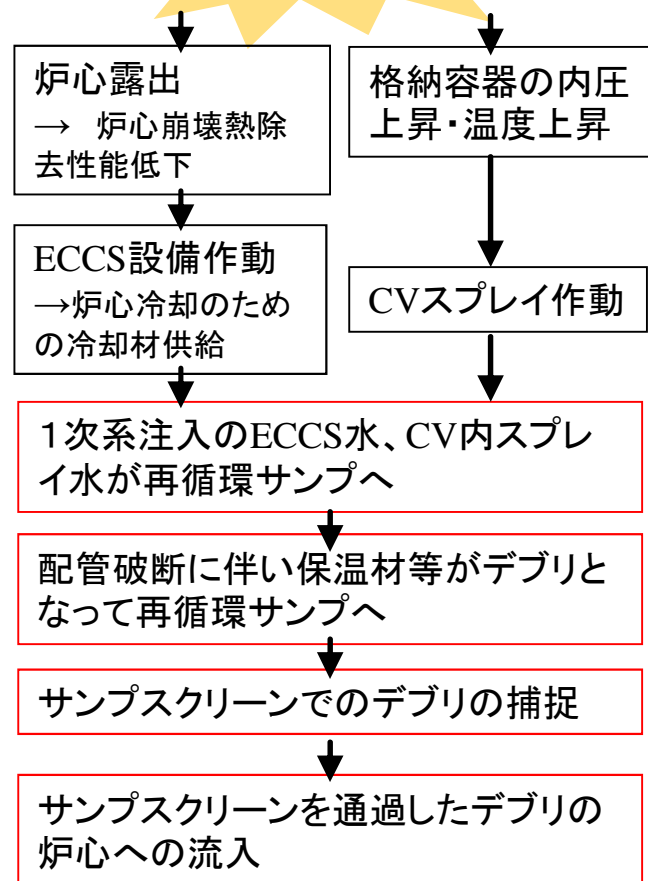 炉心露出
→ 炉心崩壊熱除
去性能低下
格納容器の内圧
上昇・温度上昇
ECCS設備作動
→炉心冷却のため
の冷却材供給
CVスプレイ作動
１次系注入のECCS水、CV内スプレ
イ水が再循環サンプへ
配管破断に伴い保温材等がデブリと
なって再循環サンプへ
サンプスクリーンでのデブリの捕捉
サンプスクリーンを通過したデブリの
炉心への流入